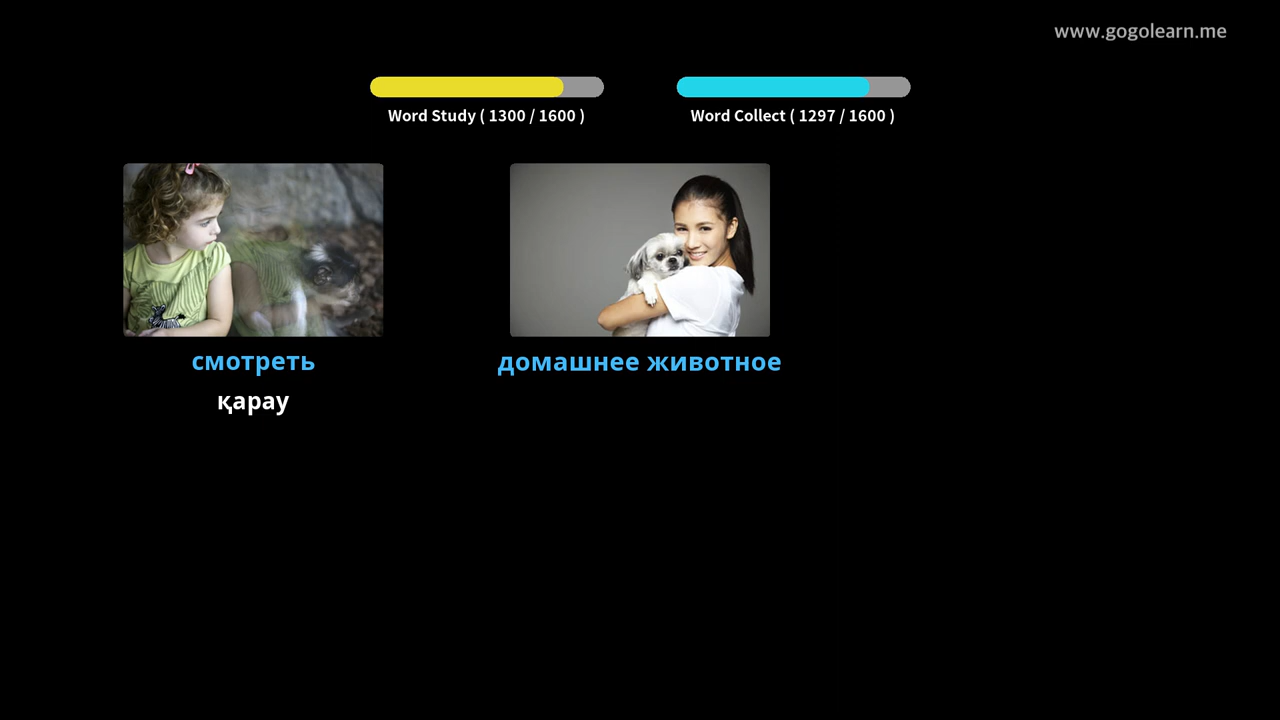 www.gogolearn.me
Word Study ( 1300 / 1600 )
Word Collect ( 1297 / 1600 )
смотреть
қарау
домашнее животное